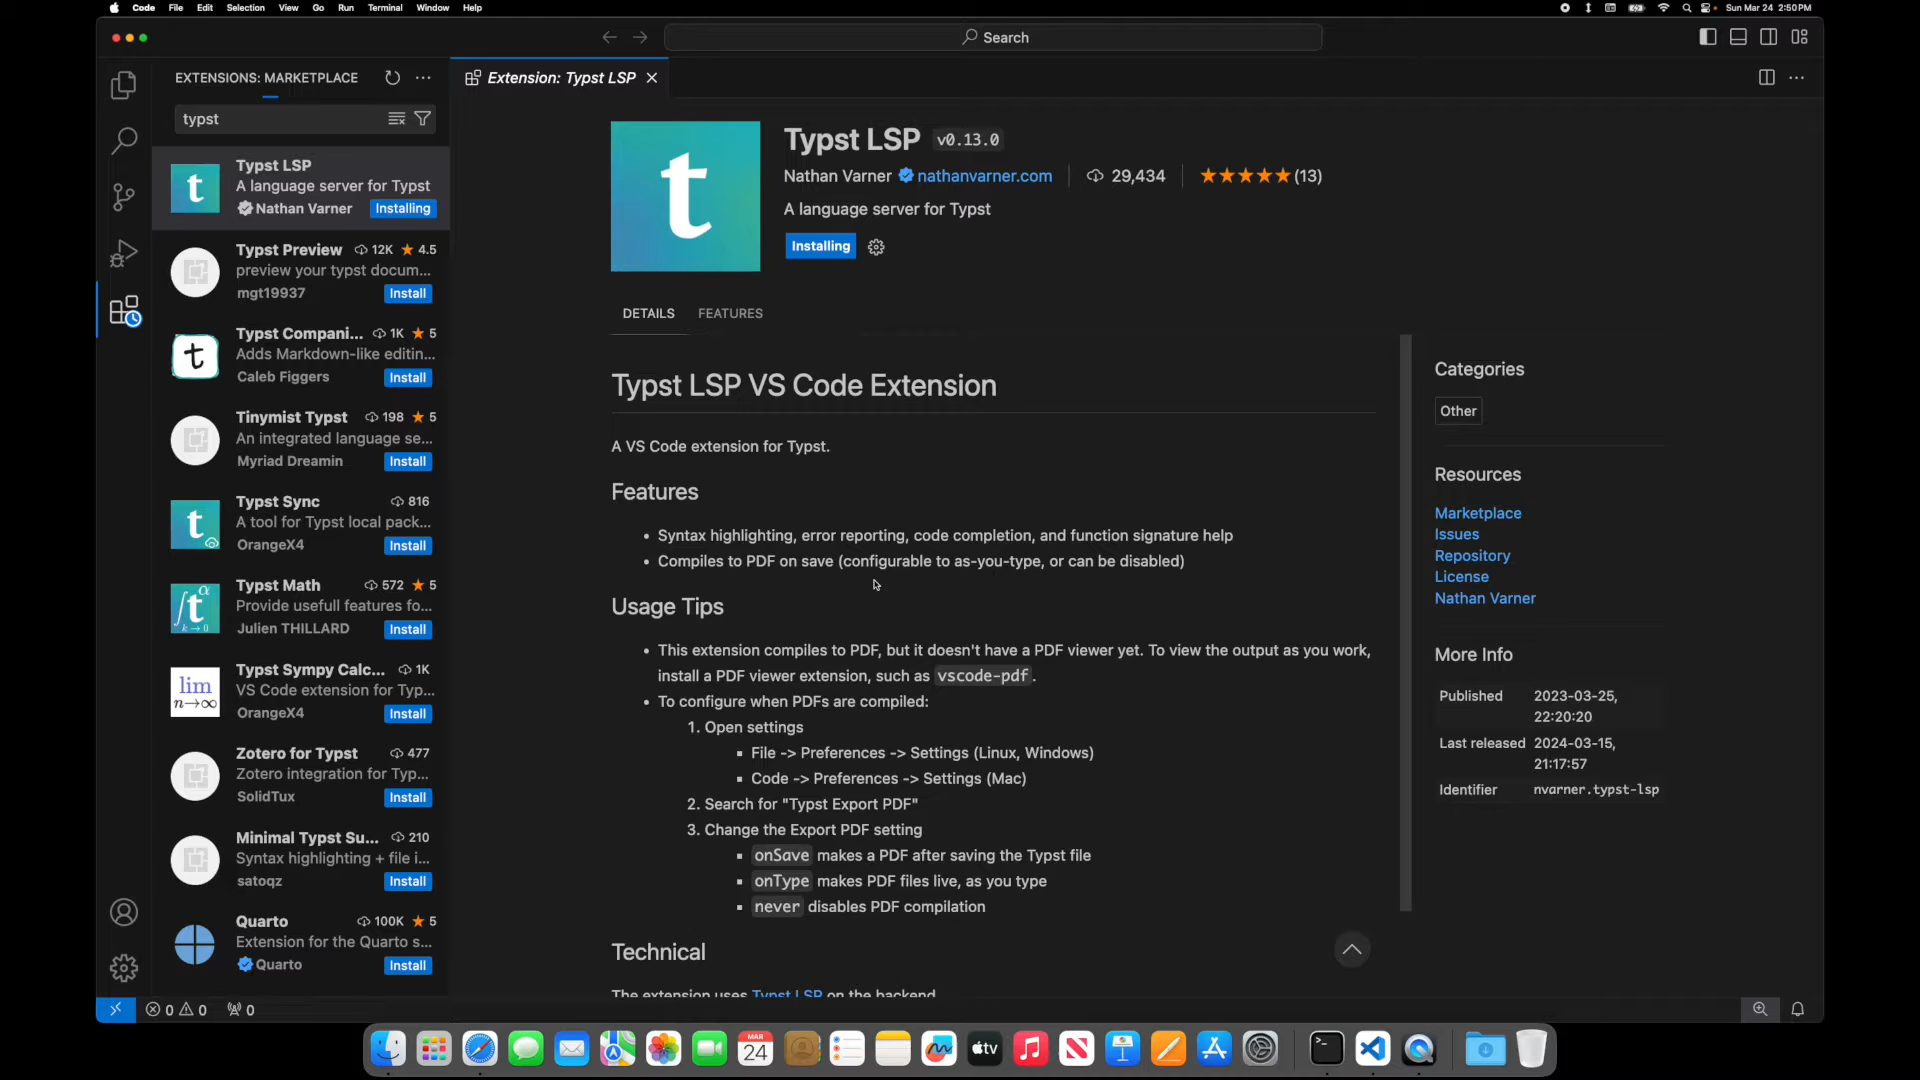 Code File Edit Selection View Go Run Terminal Window Help
Sun Mar 24 2:50PM
Search
EXTENSIONS: MARKETPLACE
Extension: Typst LSP
typst
Typst LSP
A language server for Typst
Nathan Varner Installing
Typst Preview 12K 4.5
preview your typst docum...
mgt19937 Install
Typst Compani... 1K 5
Adds Markdown-like editin...
Caleb Figgers Install
Tinymist Typst 198 5
An integrated language se...
Myriad Dreamin Install
Typst Sync 816
A tool for Typst local pack...
OrangeX4 Install
Typst Math 572 5
Provide usefull features fo...
Julien THILLARD Install
Typst Sympy Calc... 1K
VS Code extension for Typ...
OrangeX4 Install
Zotero for Typst 477
Zotero integration for Typ...
SolidTux Install
Minimal Typst Su... 210
Syntax highlighting + file i...
satoqz Install
Quarto 100K 5
Extension for the Quarto s...
Quarto Install
Typst LSP v0.13.0
Nathan Varner nathanvarner.com 29,434 (13)
A language server for Typst
Installing
DETAILS FEATURES
Typst LSP VS Code Extension
A VS Code extension for Typst.
Features
• Syntax highlighting, error reporting, code completion, and function signature help
• Compiles to PDF on save (configurable to as-you-type, or can be disabled)
Usage Tips
• This extension compiles to PDF, but it doesn't have a PDF viewer yet. To view the output as you work,
install a PDF viewer extension, such as vscode-pdf.
• To configure when PDFs are compiled:
1. Open settings
▪ File -> Preferences -> Settings (Linux, Windows)
▪ Code -> Preferences -> Settings (Mac)
2. Search for "Typst Export PDF"
3. Change the Export PDF setting
▪ onSave makes a PDF after saving the Typst file
▪ onType makes PDF files live, as you type
▪ never disables PDF compilation
Technical
The extension uses Typst LSP on the backend
Categories
Other
Resources
Marketplace
Issues
Repository
License
Nathan Varner
More Info
Published 2023-03-25,
22:20:20
Last released 2024-03-15,
21:17:57
Identifier nvarner.typst-lsp
0 0 0
MAR
24
tv